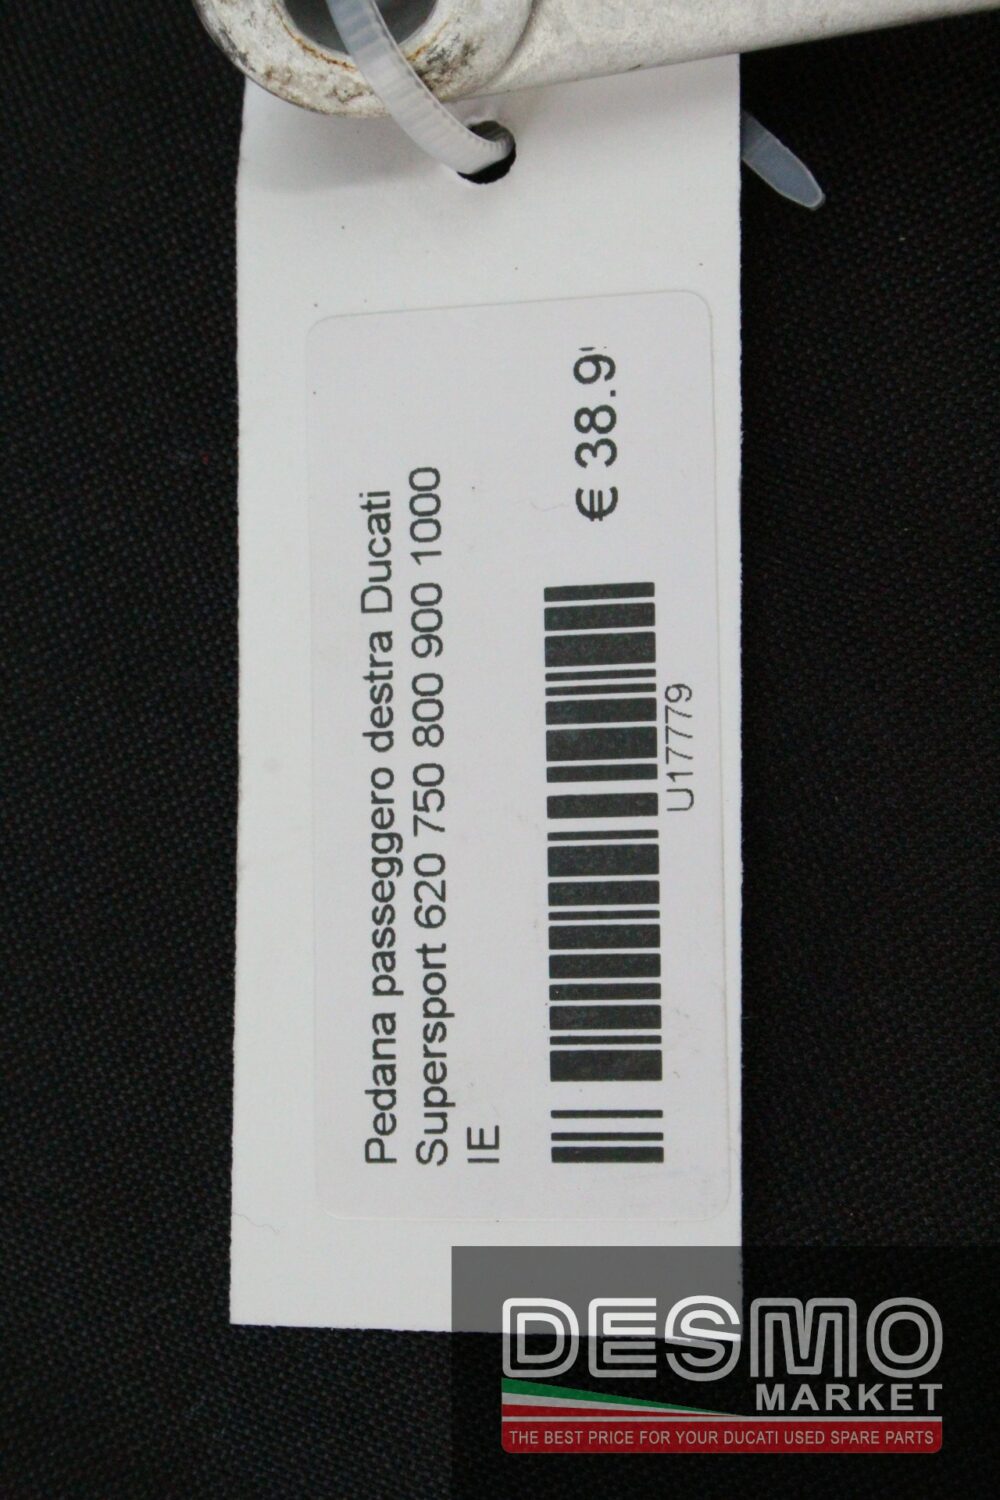 Pedana passeggero destra Ducati
Supersport 620 750 800 900 1000
IE
€ 38.9
U17779
DESMO
MARKET
THE BEST PRICE FOR YOUR DUCATI USED SPARE PARTS